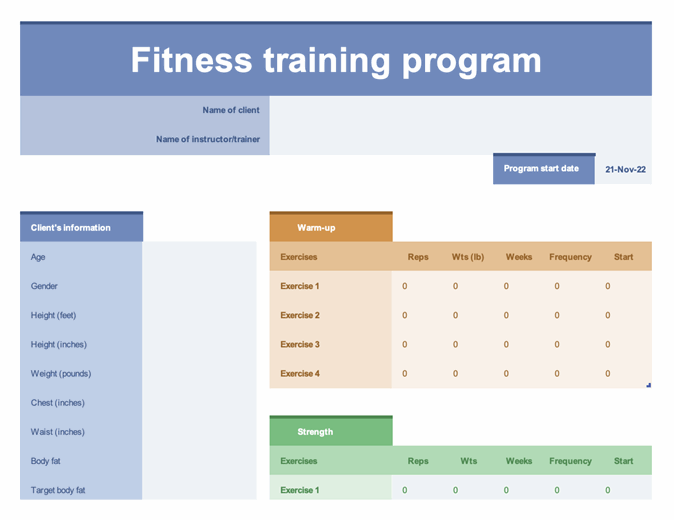 Fitness training program
Name of client
Name of instructor/trainer
Program start date 21-Nov-22
Client's information
Age
Gender
Height (feet)
Height (inches)
Weight (pounds)
Chest (inches)
Waist (inches)
Body fat
Target body fat
Warm-up
Exercises Reps Wts (lb) Weeks Frequency Start
Exercise 1 0 0 0 0 0
Exercise 2 0 0 0 0 0
Exercise 3 0 0 0 0 0
Exercise 4 0 0 0 0 0
Strength
Exercises Reps Wts Weeks Frequency Start
Exercise 1 0 0 0 0 0